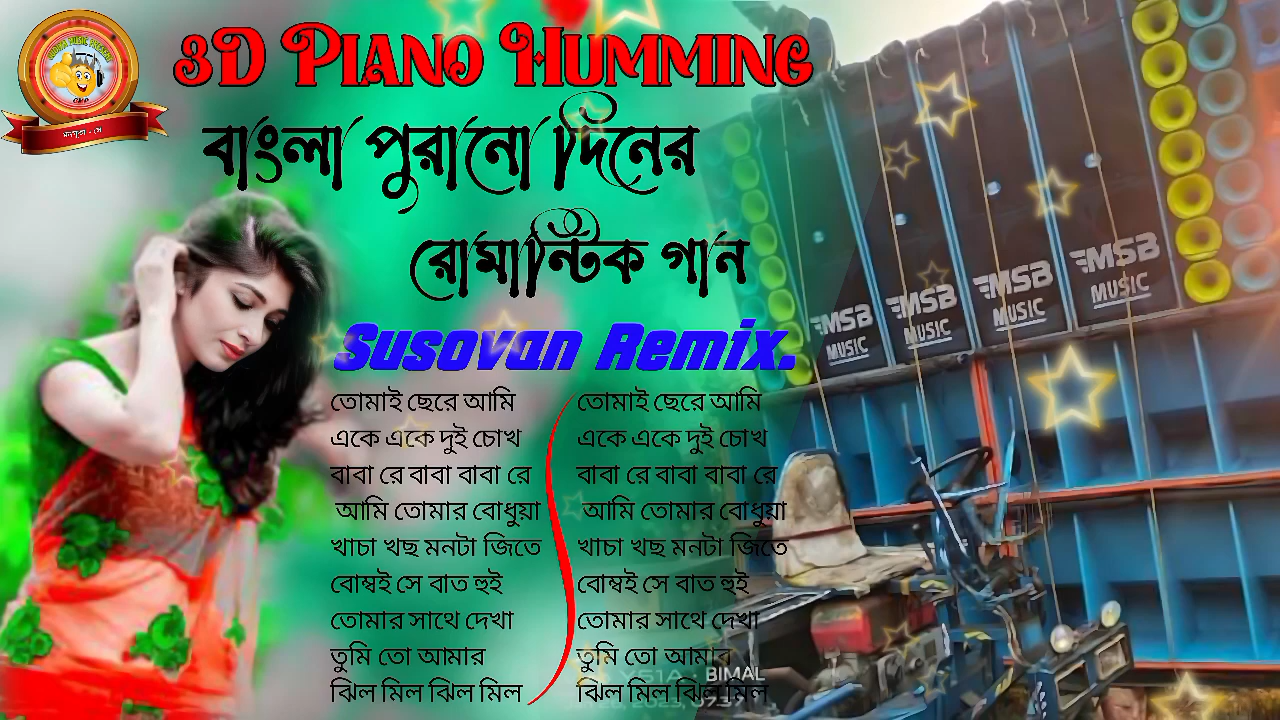 3D Piano Humming
বাংলা পুরানো দিনের
রোমান্টিক গান
Susovan Remix.
তোমাই ছেরে আমি
একে একে দুই চোখ
বাবা রে বাবা বাবা রে
আমি তোমার বোধুয়া
খাচা খছ মনটা জিতে
বোম্বই সে বাত হুই
তোমার সাথে দেখা
তুমি তো আমার
ঝিল মিল ঝিল মিল
তোমাই ছেরে আমি
একে একে দুই চোখ
বাবা রে বাবা বাবা রে
আমি তোমার বোধুয়া
খাচা খছ মনটা জিতে
বোম্বই সে বাত হুই
তোমার সাথে দেখা
তুমি তো আমার
ঝিল মিল ঝিল মিল
MSB
MUSIC
MSB
MUSIC
MSB
MUSIC
MSB
MUSIC
BIMAL